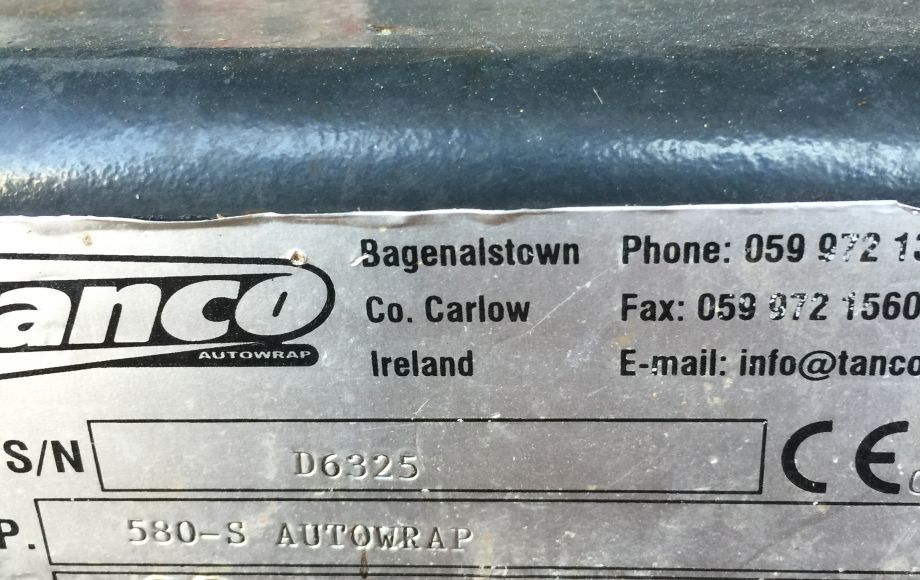 Tanco
AUTOWRAP
Bagenalstown
Co. Carlow
Ireland
Phone: 059 972 13
Fax: 059 972 1560
E-mail: info@tanco
S/N D6325
CE
P. 580-S AUTOWRAP